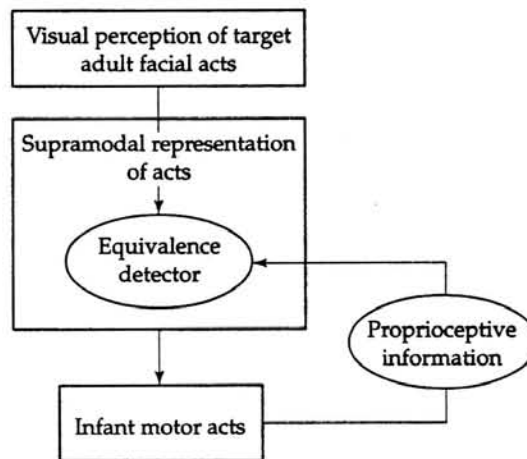 Visual perception of target
adult facial acts
Supramodal representation
of acts
Equivalence
detector
Proprioceptive
information
Infant motor acts